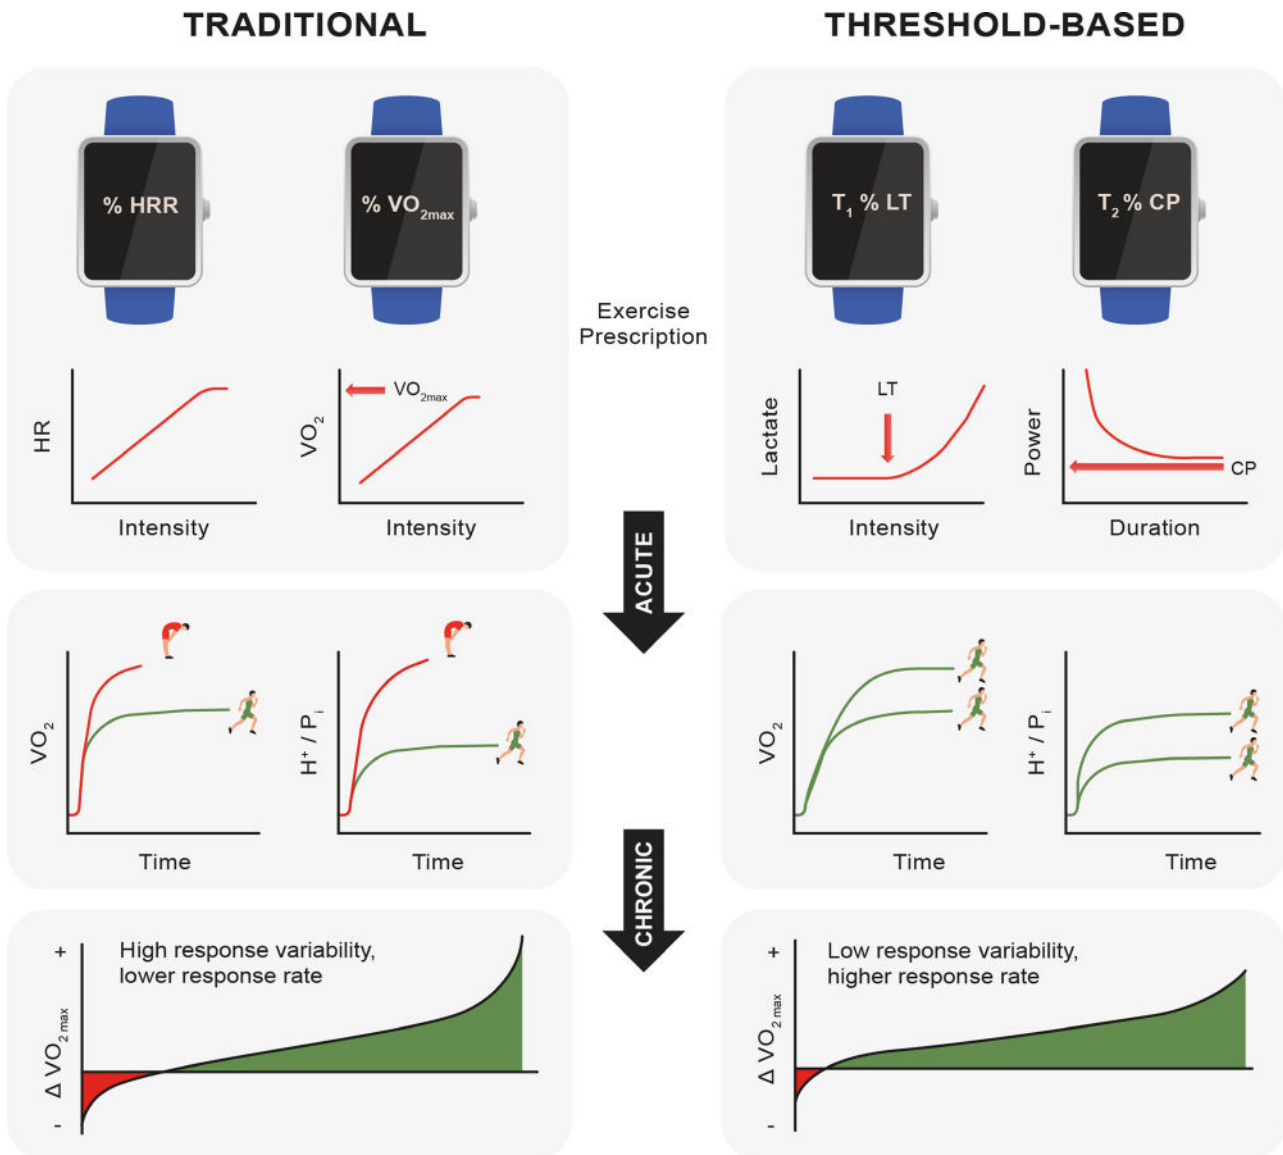 TRADITIONAL
THRESHOLD-BASED
% HRR
% VO₂max
T₁ % LT
T₂ % CP
Exercise
Prescription
HR
Intensity
VO₂
VO₂max
Intensity
Lactate
LT
Intensity
Power
CP
Duration
ACUTE
VO₂
Time
H⁺ / Pᵢ
Time
VO₂
Time
H⁺ / Pᵢ
Time
CHRONIC
+
Δ VO₂ max
-
High response variability,
lower response rate
+
Δ VO₂ max
-
Low response variability,
higher response rate